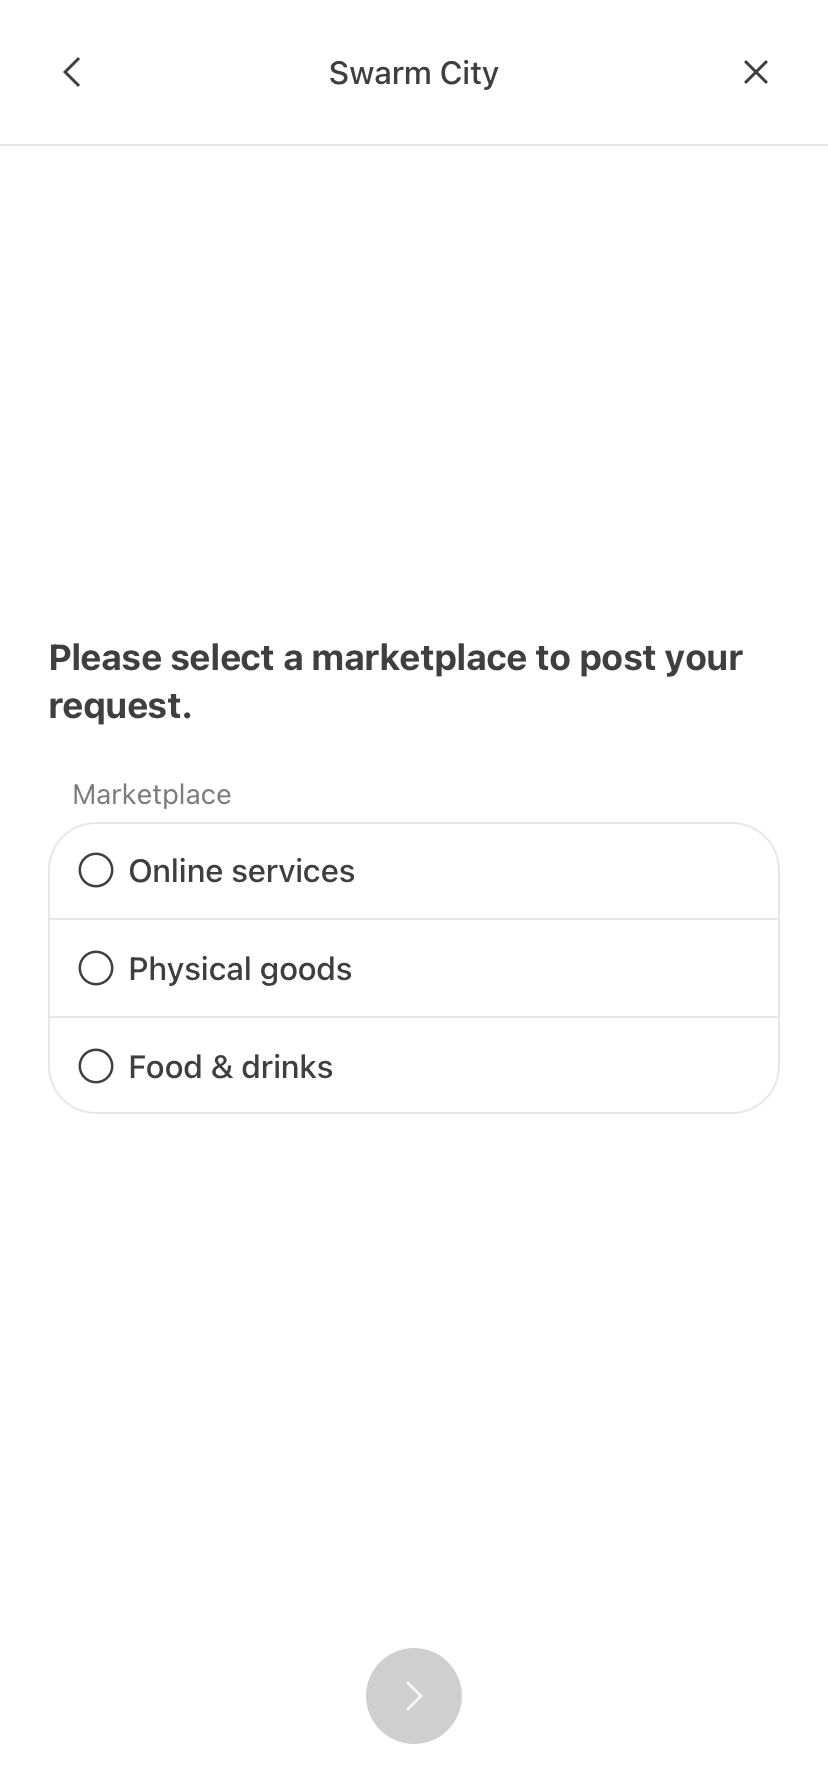 Swarm City
Please select a marketplace to post your
request.
Marketplace
Online services
Physical goods
Food & drinks